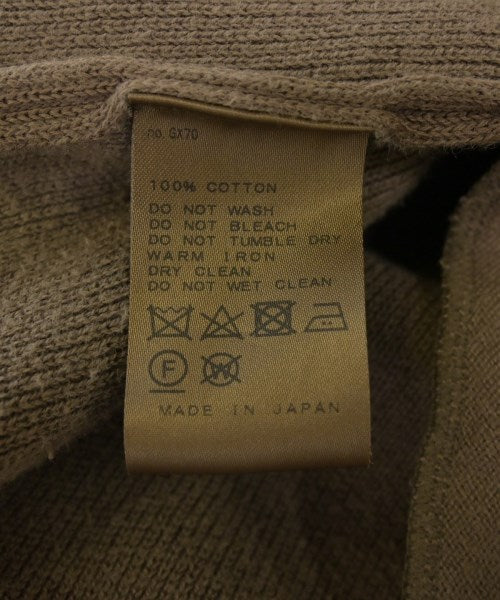 no. GX70
100% COTTON
DO NOT WASH
DO NOT BLEACH
DO NOT TUMBLE DRY
WARM IRON
DRY CLEAN
DO NOT WET CLEAN
F W
MADE IN JAPAN